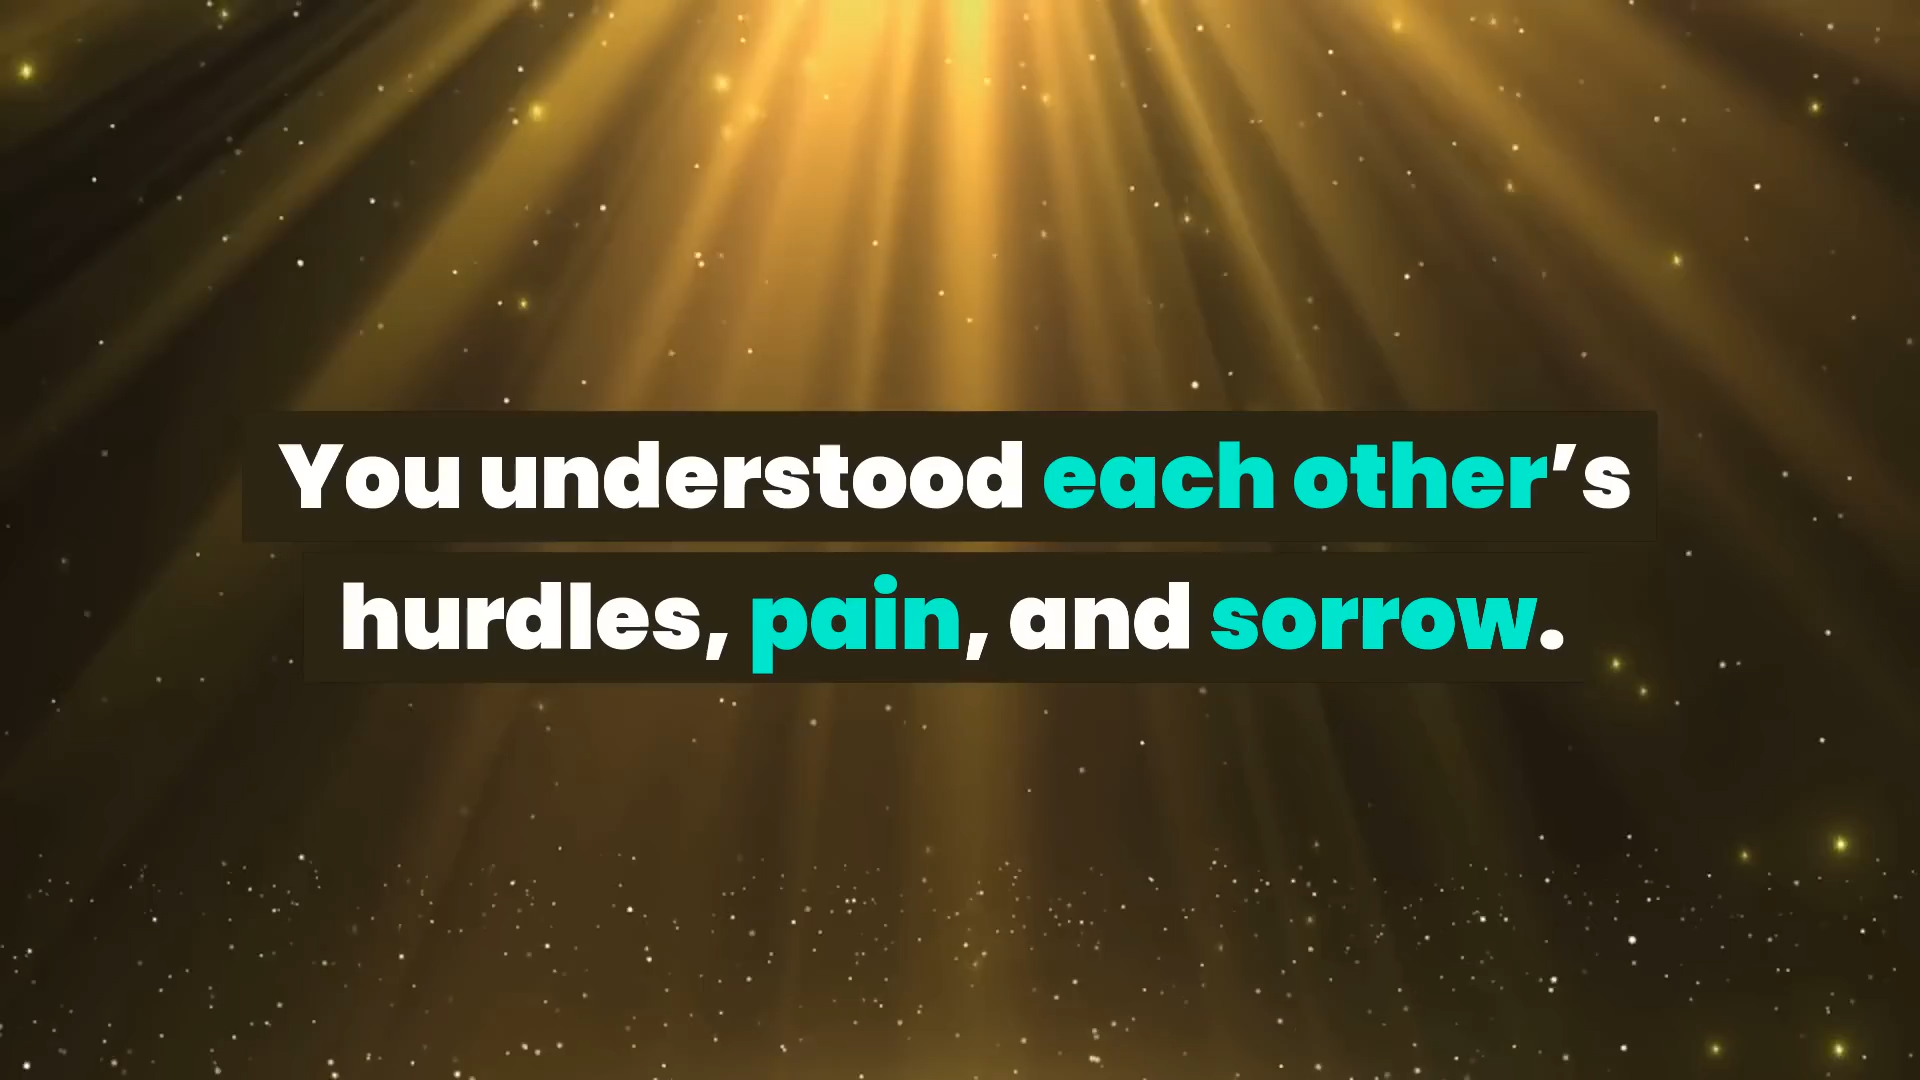 You understood each other’s
hurdles, pain, and sorrow.